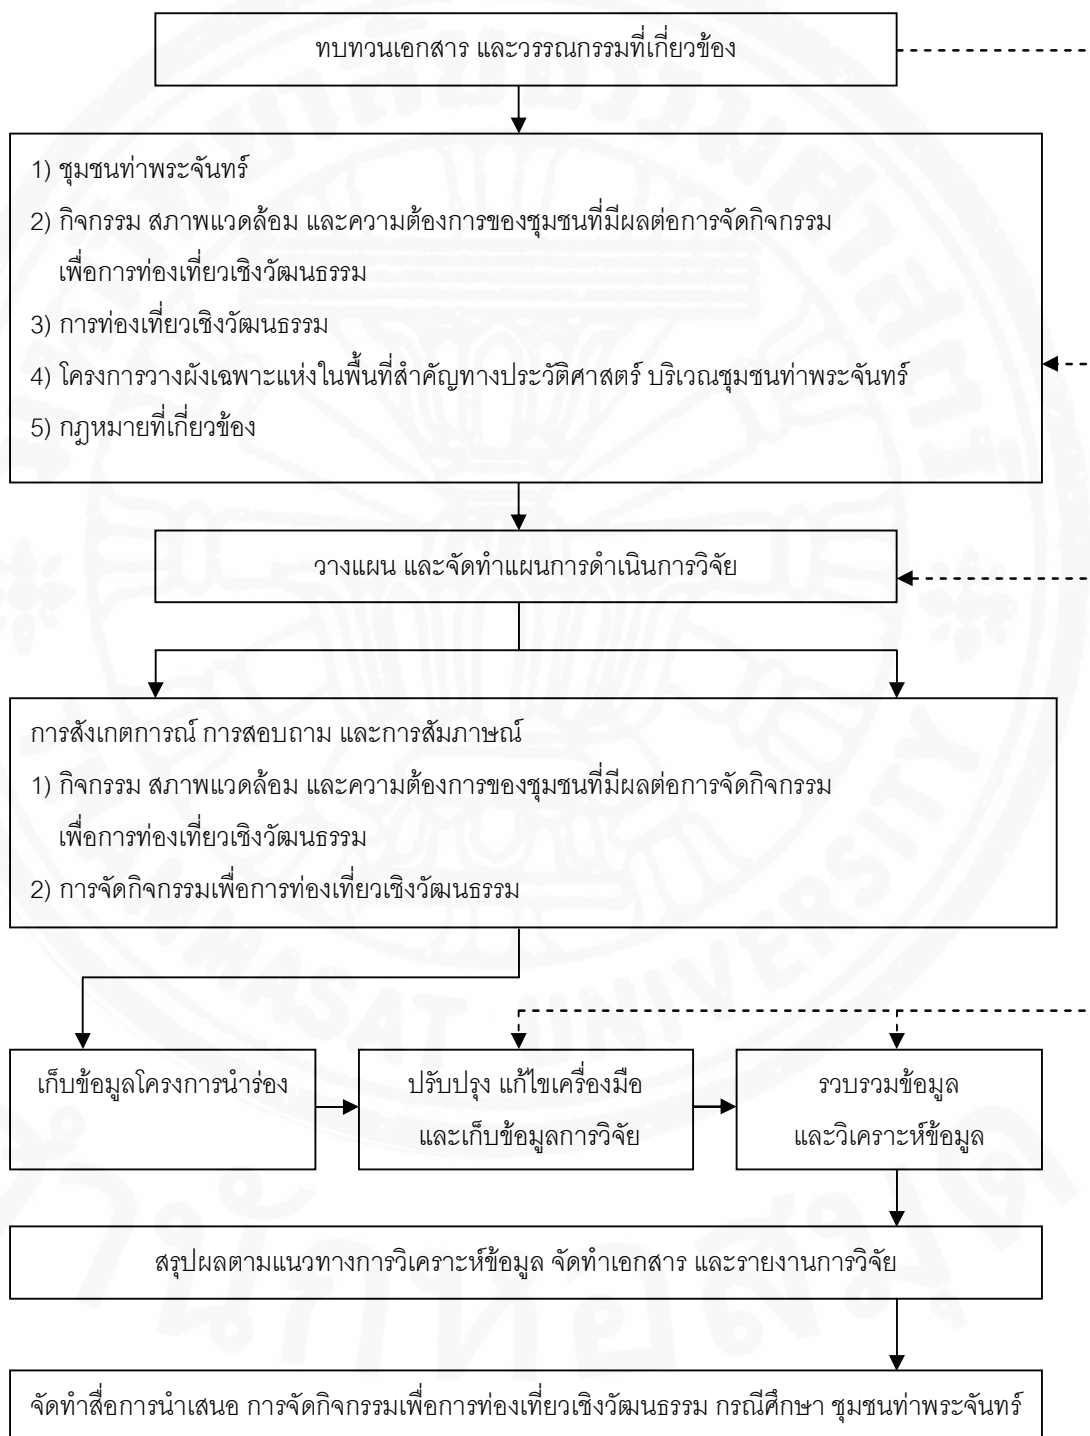 ทบทวนเอกสาร และวรรณกรรมที่เกี่ยวข้อง
1) ชุมชนท่าพระจันทร์
2) กิจกรรม สภาพแวดล้อม และความต้องการของชุมชนที่มีผลต่อการจัดกิจกรรม
เพื่อการท่องเที่ยวเชิงวัฒนธรรม
3) การท่องเที่ยวเชิงวัฒนธรรม
4) โครงการวางผังเฉพาะแห่งในพื้นที่สำคัญทางประวัติศาสตร์ บริเวณชุมชนท่าพระจันทร์
5) กฎหมายที่เกี่ยวข้อง
วางแผน และจัดทำแผนการดำเนินการวิจัย
การสังเกตการณ์ การสอบถาม และการสัมภาษณ์
1) กิจกรรม สภาพแวดล้อม และความต้องการของชุมชนที่มีผลต่อการจัดกิจกรรม
เพื่อการท่องเที่ยวเชิงวัฒนธรรม
2) การจัดกิจกรรมเพื่อการท่องเที่ยวเชิงวัฒนธรรม
เก็บข้อมูลโครงการนำร่อง
ปรับปรุง แก้ไขเครื่องมือ
และเก็บข้อมูลการวิจัย
รวบรวมข้อมูล
และวิเคราะห์ข้อมูล
สรุปผลตามแนวทางการวิเคราะห์ข้อมูล จัดทำเอกสาร และรายงานการวิจัย
จัดทำสื่อการนำเสนอ การจัดกิจกรรมเพื่อการท่องเที่ยวเชิงวัฒนธรรม กรณีศึกษา ชุมชนท่าพระจันทร์